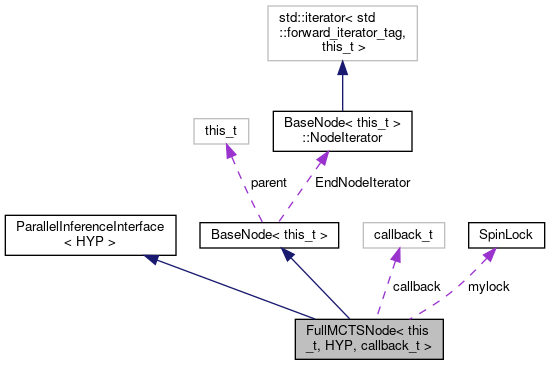 std::iterator< std
::forward_iterator_tag,
this_t >
this_t
BaseNode< this_t >
::NodeIterator
parent
EndNodeIterator
ParallelInferenceInterface
< HYP >
BaseNode< this_t >
callback_t
SpinLock
callback
mylock
FullMCTSNode< this
_t, HYP, callback_t >